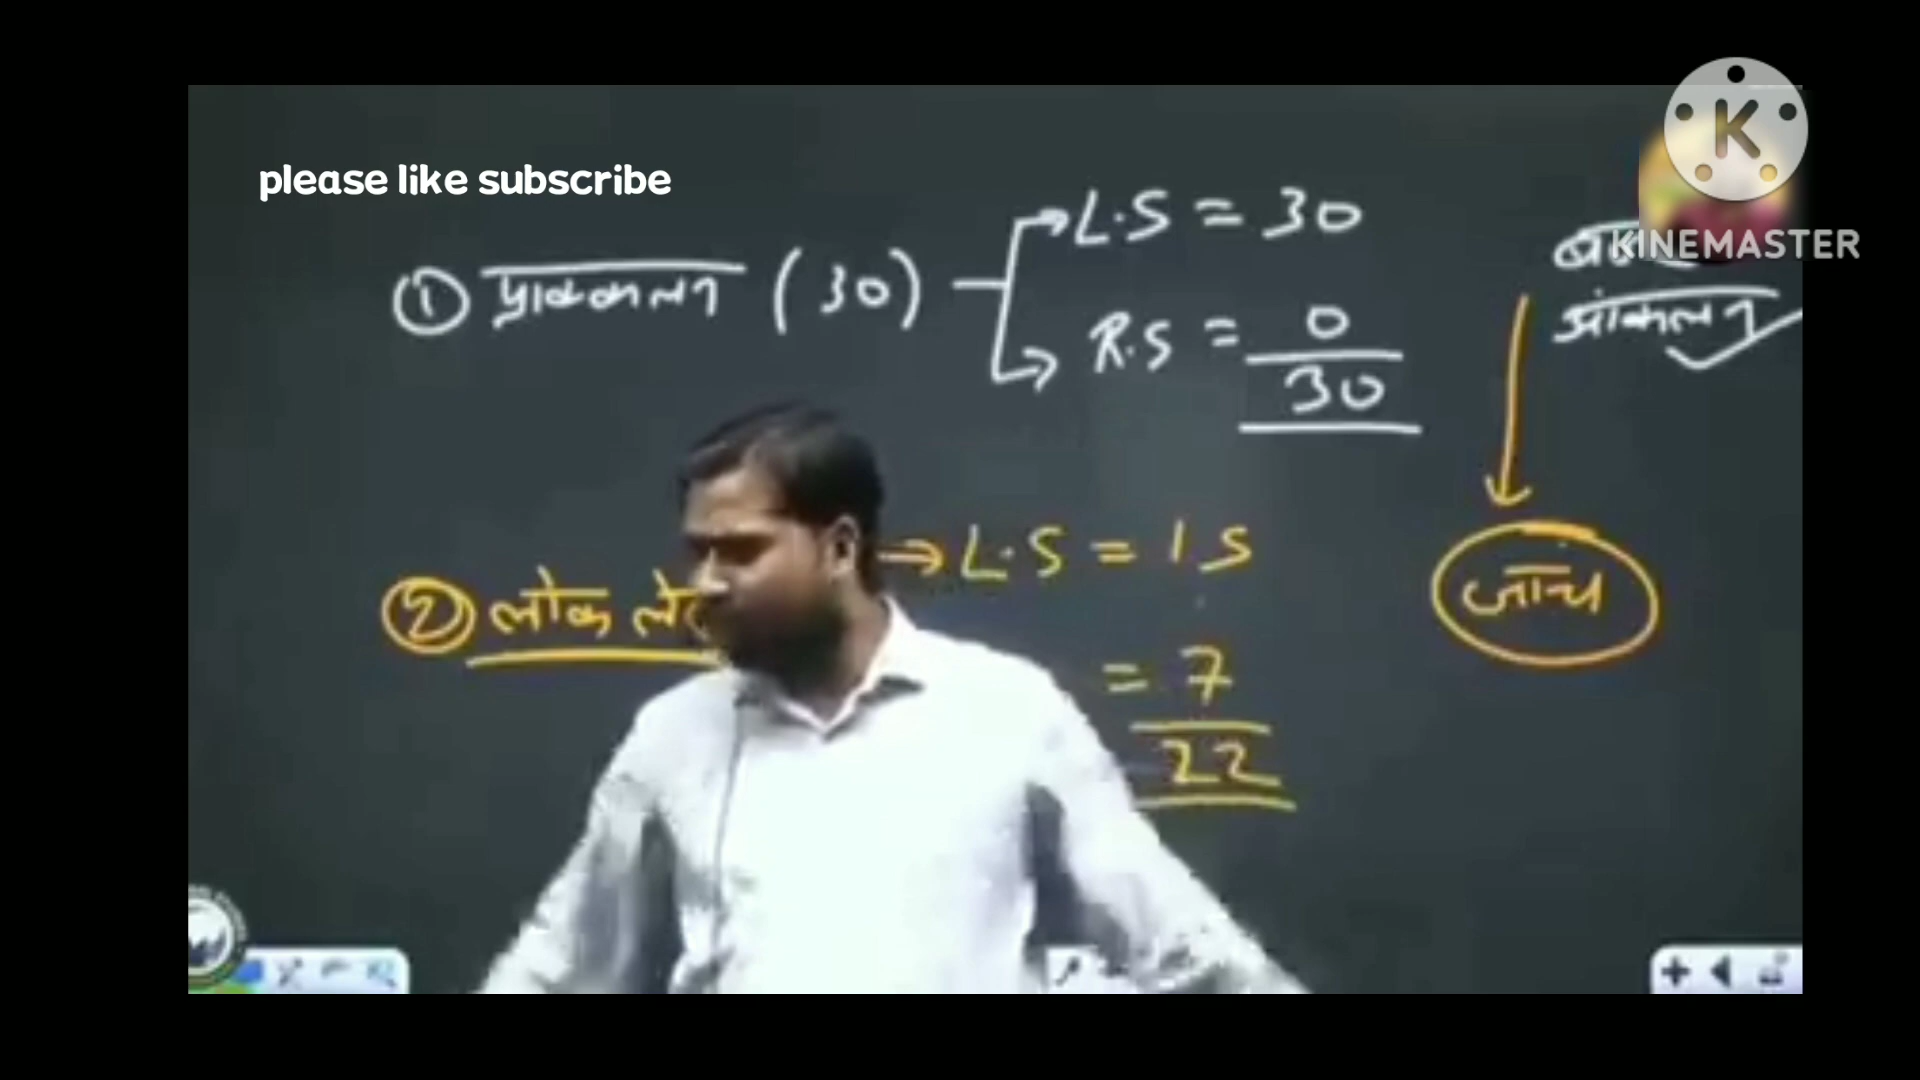 please like subscribe
KINEMASTER
① प्राक्कलन (30) → L.S = 30
R.S = 0
30
आंकलन
② लोक → L.S = 15
= 7
22
जाँच